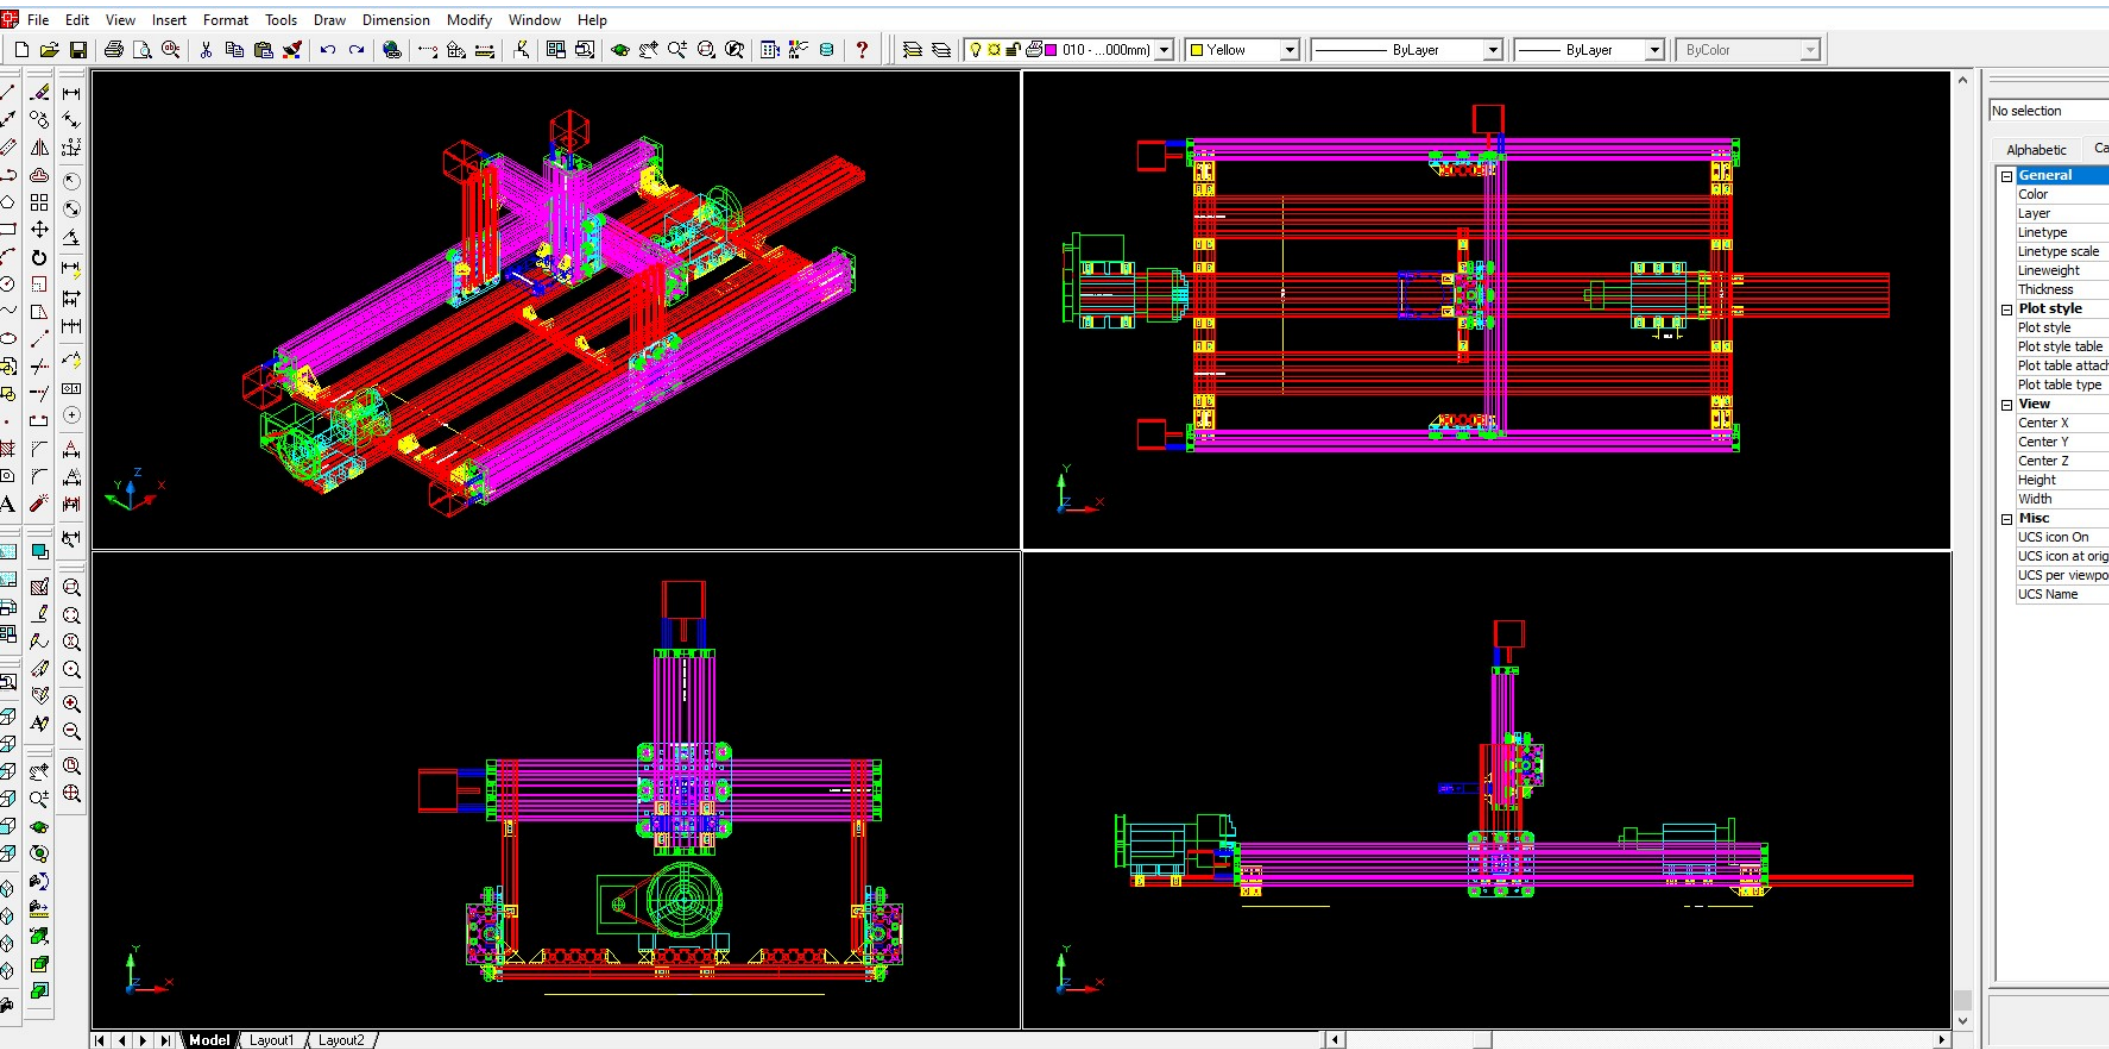 File Edit View Insert Format Tools Draw Dimension Modify Window Help
010 - ...000mm) Yellow ByLayer ByLayer ByColor
No selection
Alphabetic Ca
General
Color
Layer
Linetype
Linetype scale
Lineweight
Thickness
Plot style
Plot style
Plot style table
Plot table attach
Plot table type
View
Center X
Center Y
Center Z
Height
Width
Misc
UCS icon On
UCS icon at orig
UCS per viewpo
UCS Name
Z
Y X
Y
Z X
Y
Z X
Y
Z X
Model Layout1 Layout2